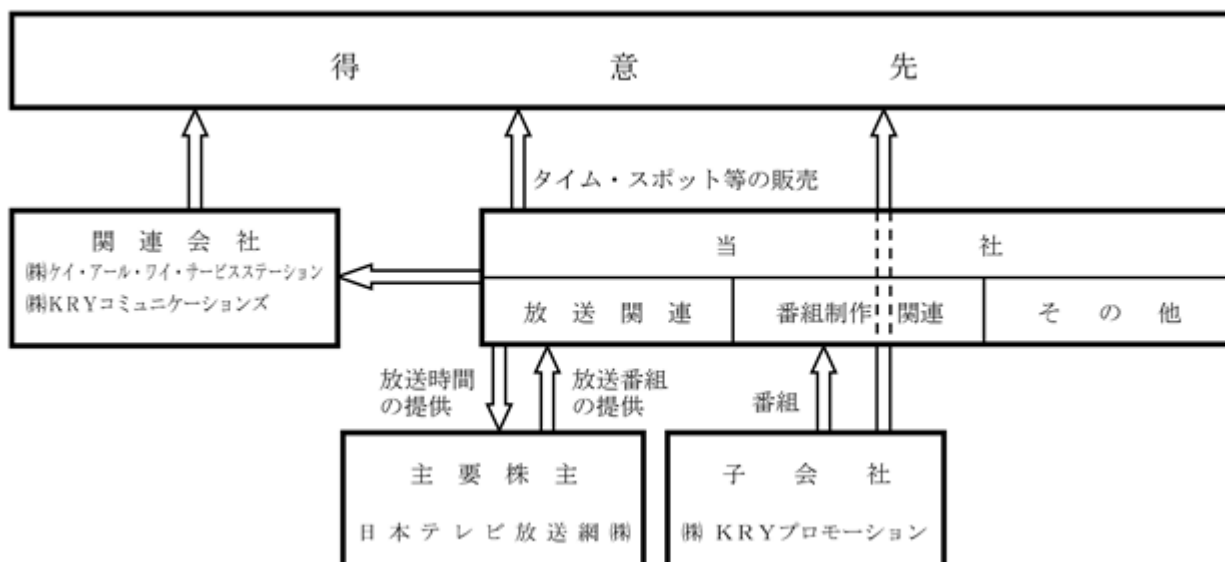 得意先
タイム・スポット等の販売
関連会社
㈱ケイ・アール・ワイ・サービスステーション
㈱KRYコミュニケーションズ
当社
放送関連
番組制作関連
その他
放送時間
の提供
放送番組
の提供
番組
主要株主
日本テレビ放送網㈱
子会社
㈱KRYプロモーション